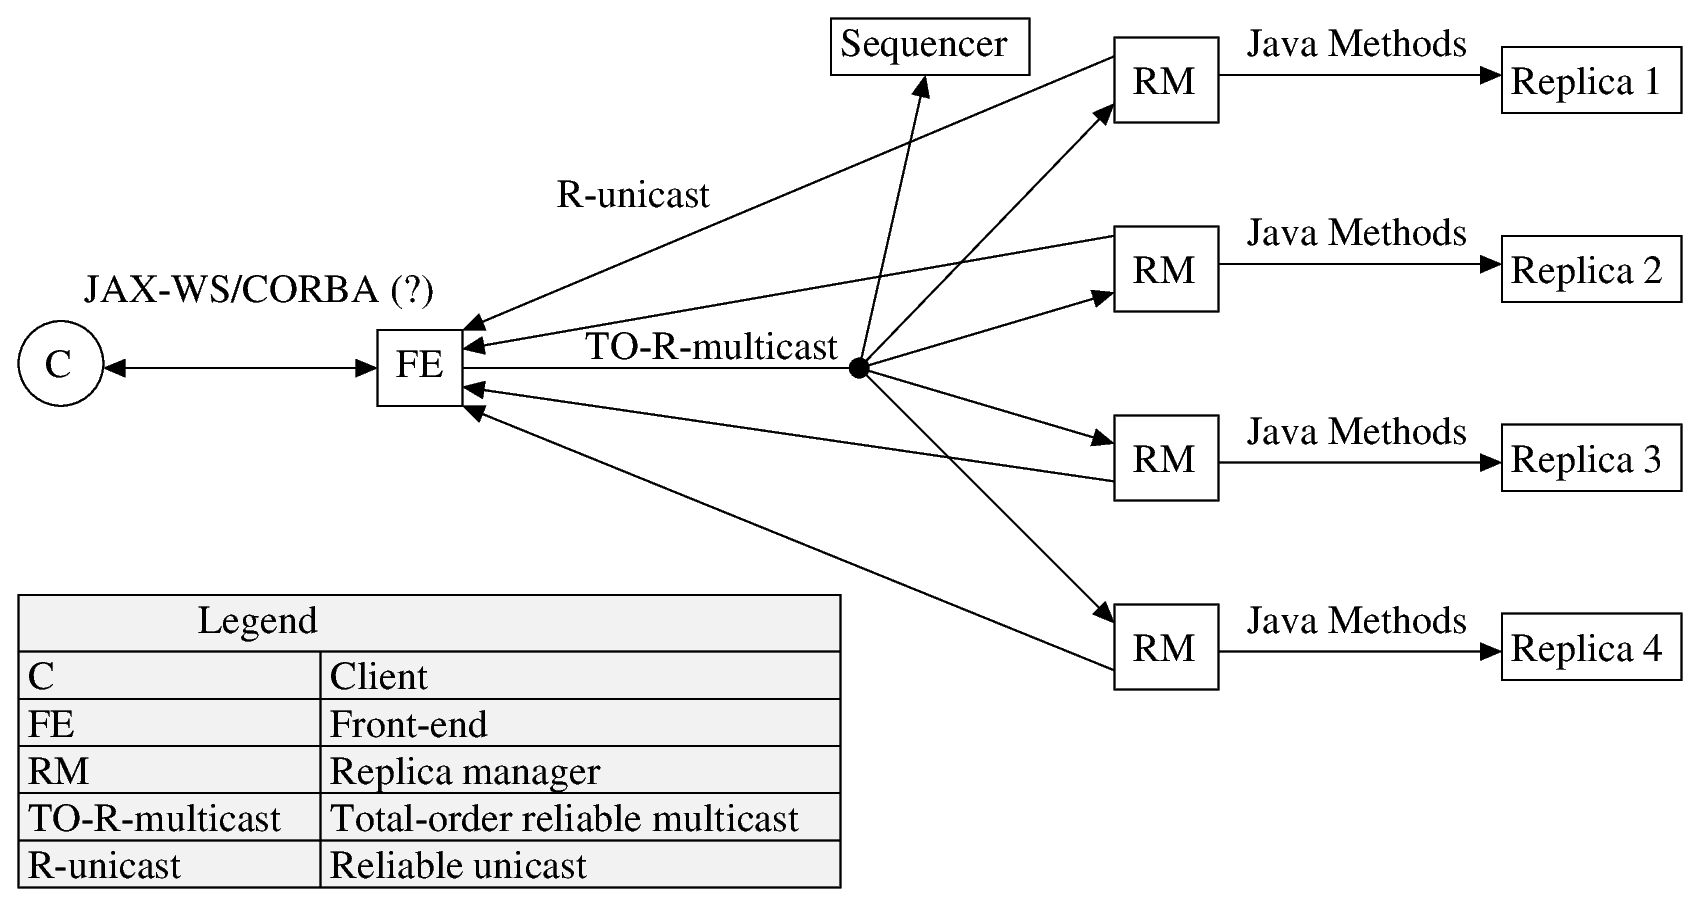 Sequencer
RM
Java Methods
Replica 1
R-unicast
RM
Java Methods
Replica 2
JAX-WS/CORBA (?)
C
FE
TO-R-multicast
RM
Java Methods
Replica 3
RM
Java Methods
Replica 4
Legend
C Client
FE Front-end
RM Replica manager
TO-R-multicast Total-order reliable multicast
R-unicast Reliable unicast